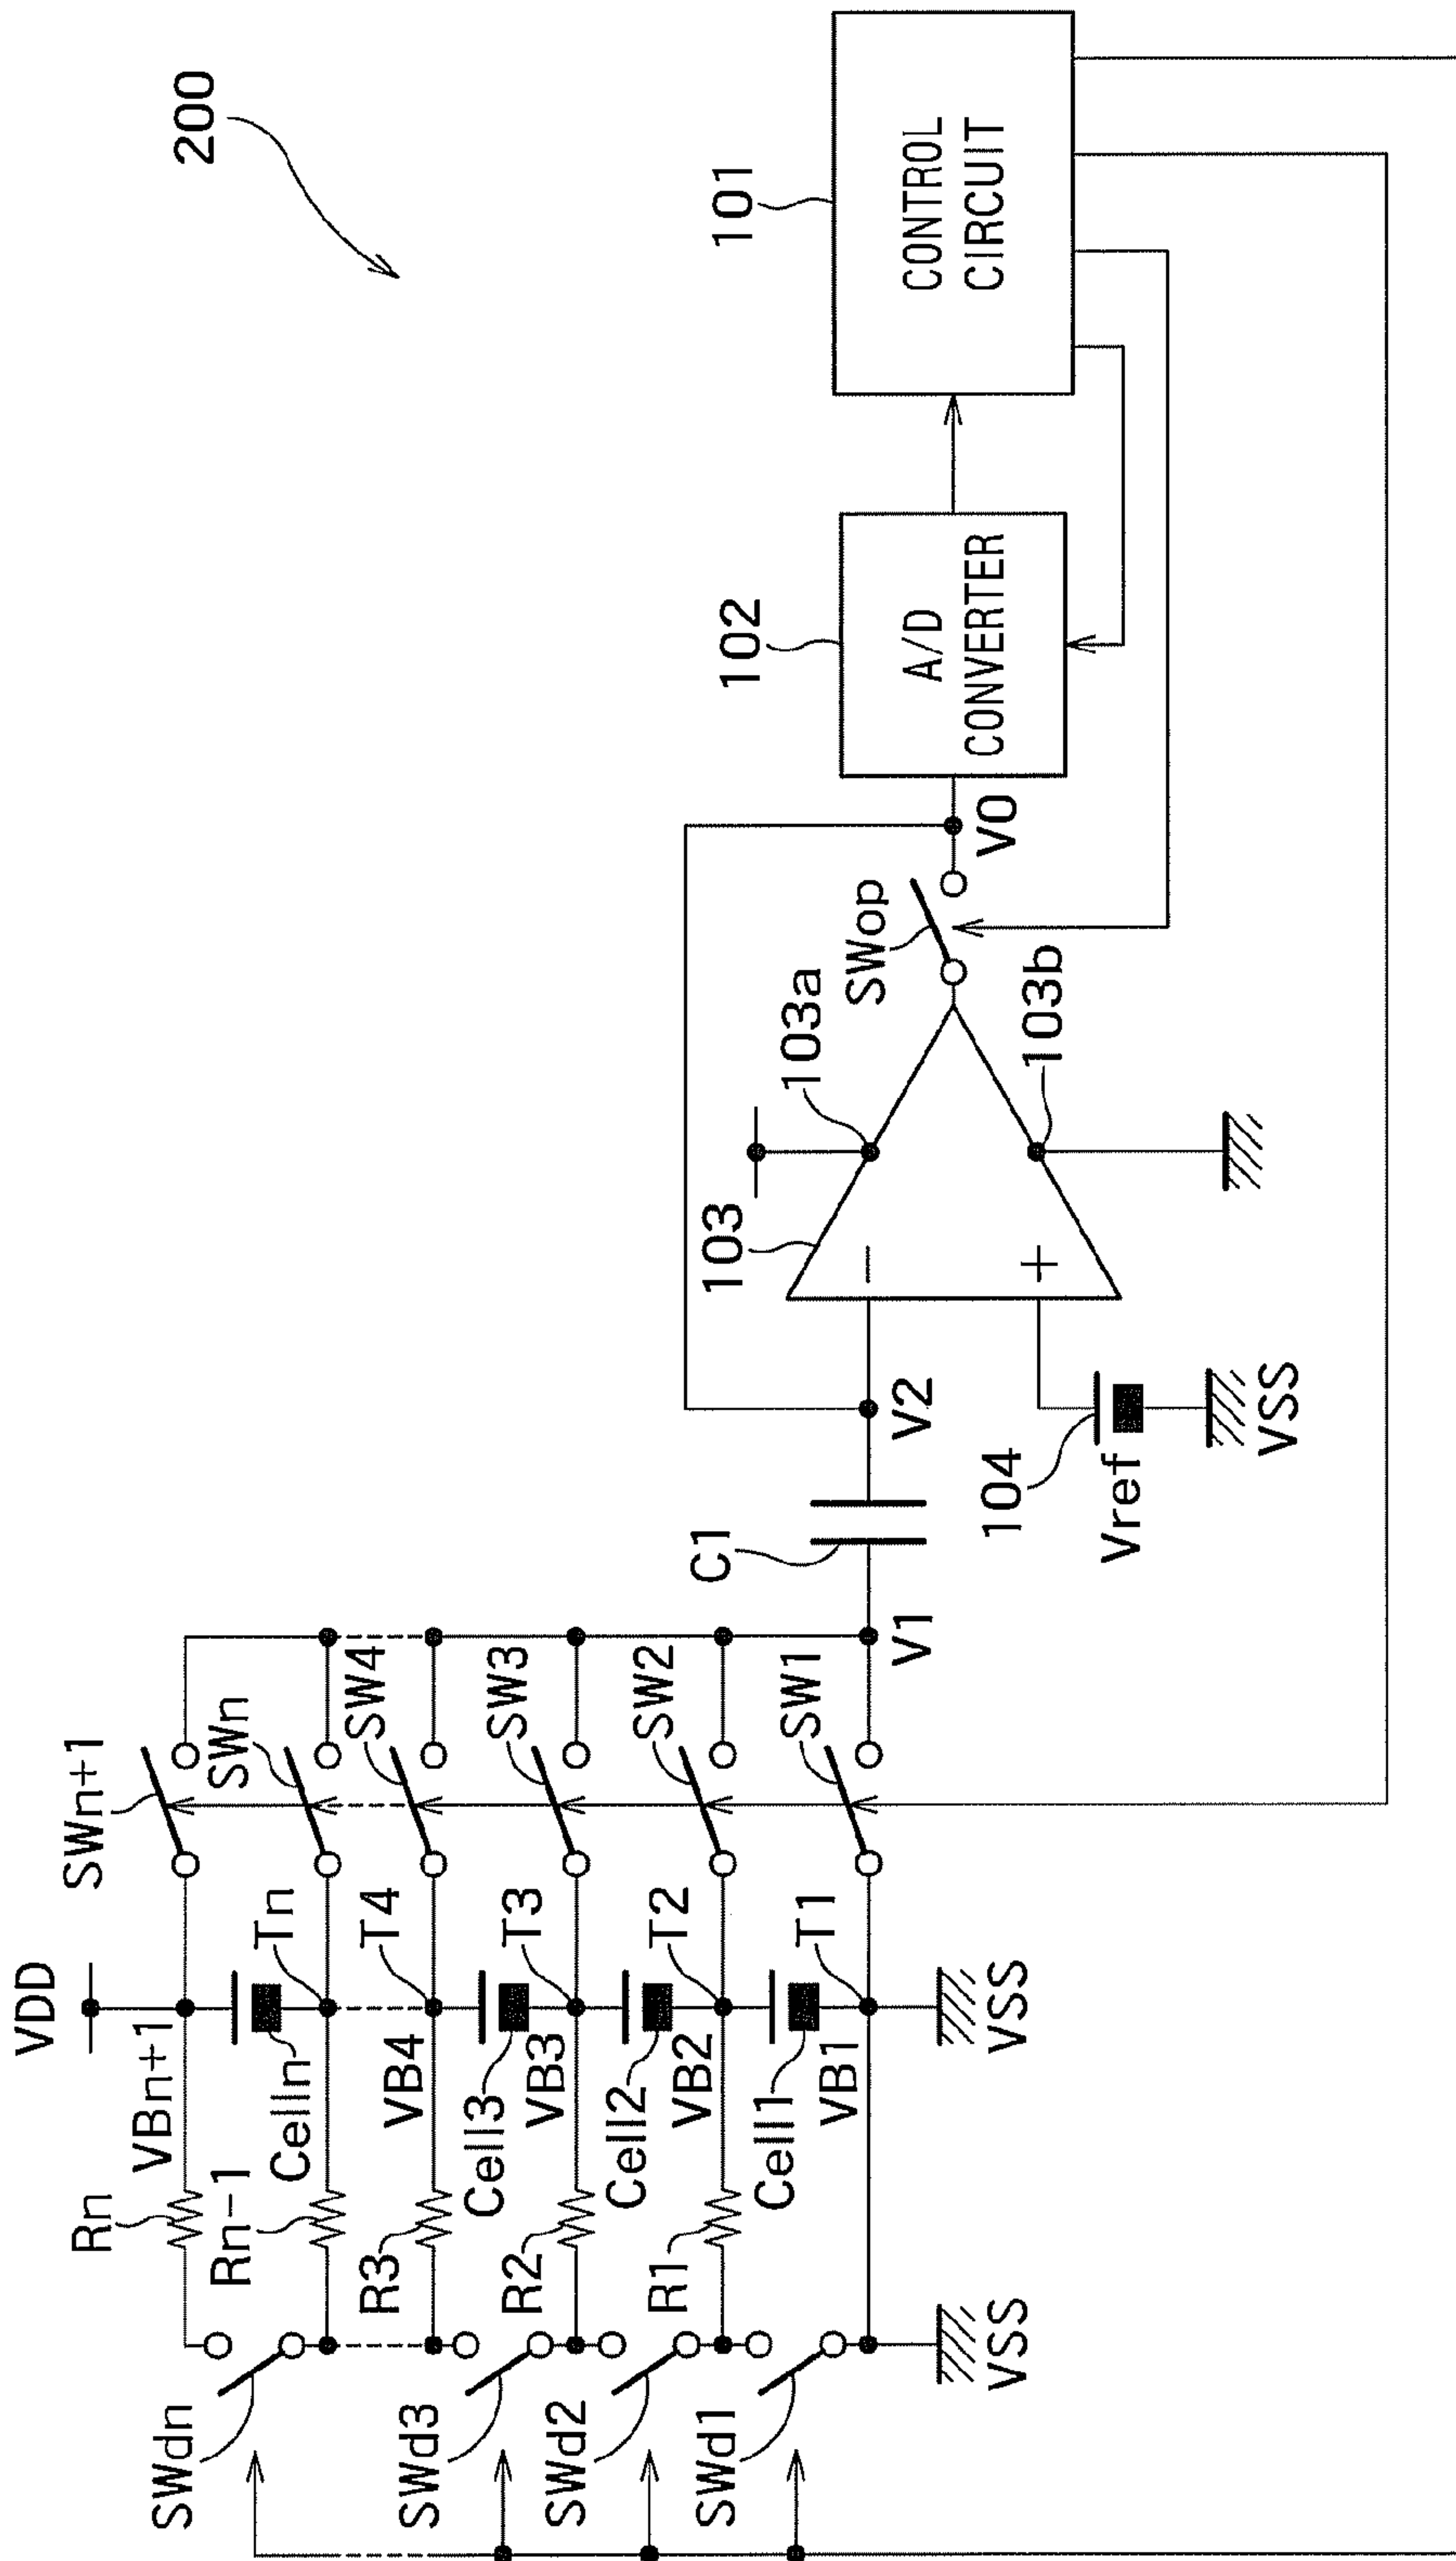 200
VDD
SWn+1
VBn+1
Rn
SWn
Tn
Celln
Rn-1
SWdn
SW4
T4
VB4
R3
Cell3
SWd3
SW3
T3
VB3
R2
Cell2
SWd2
SW2
T2
VB2
R1
Cell1
SWd1
SW1
T1
VB1
VSS
VSS
V1
C1
V2
104
Vref
VSS
103
−
+
103a
103b
SWop
V0
102
A/D
CONVERTER
101
CONTROL
CIRCUIT